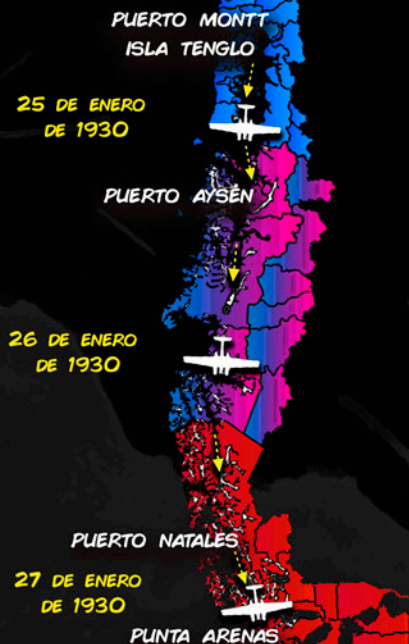 PUERTO MONTT
ISLA TENGLO
25 DE ENERO
DE 1930
PUERTO AYSÉN
26 DE ENERO
DE 1930
PUERTO NATALES
27 DE ENERO
DE 1930
PUNTA ARENAS